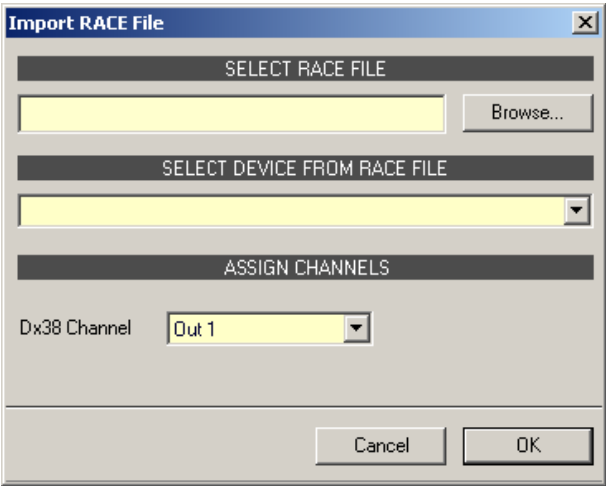 Import RACE File
SELECT RACE FILE
Browse...
SELECT DEVICE FROM RACE FILE
ASSIGN CHANNELS
Dx38 Channel Out 1
Cancel OK